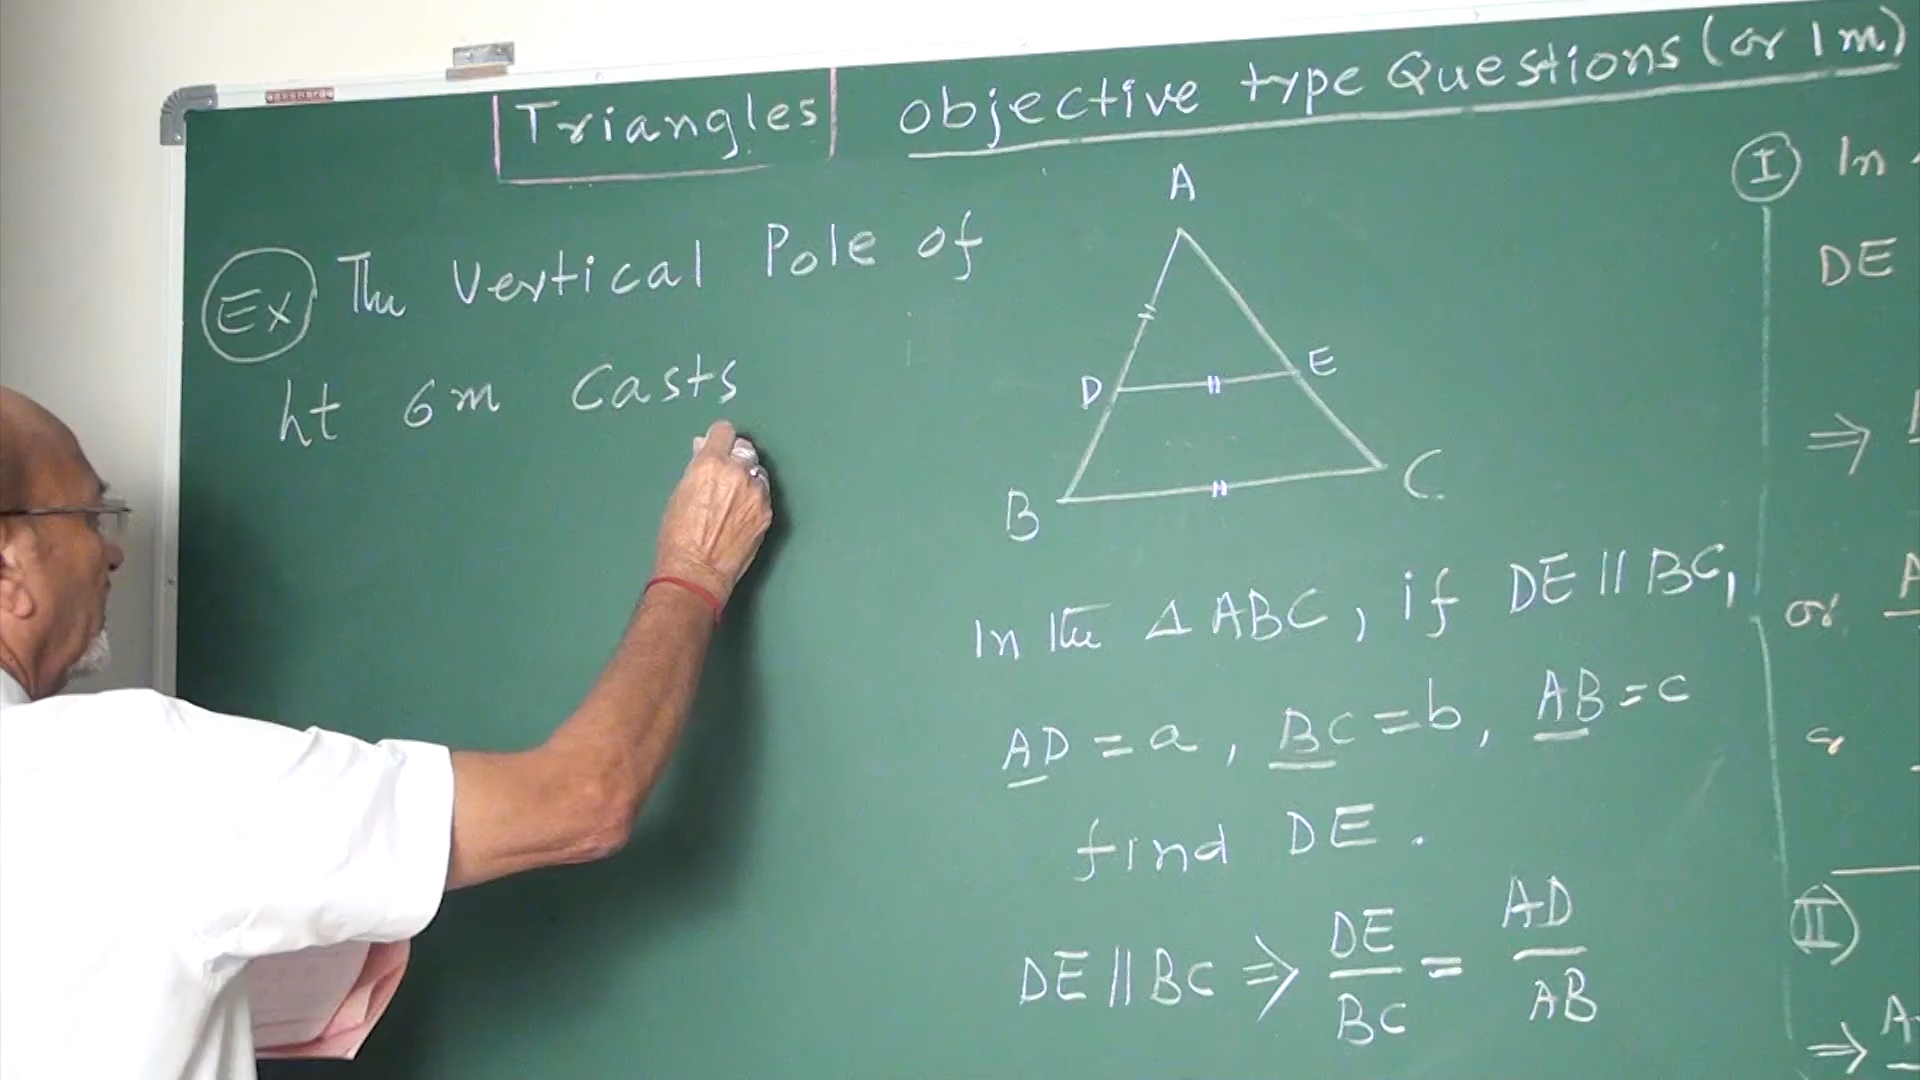 Triangles objective type Questions (or 1m)
Ex The Vertical Pole of
ht 6m Casts
A
D E
B C
In the Δ ABC, if DE || BC,
AD = a, BC = b, AB = c
find DE.
DE || BC ⇒ DE/BC = AD/AB
I In
DE
⇒
or A
II
⇒ A